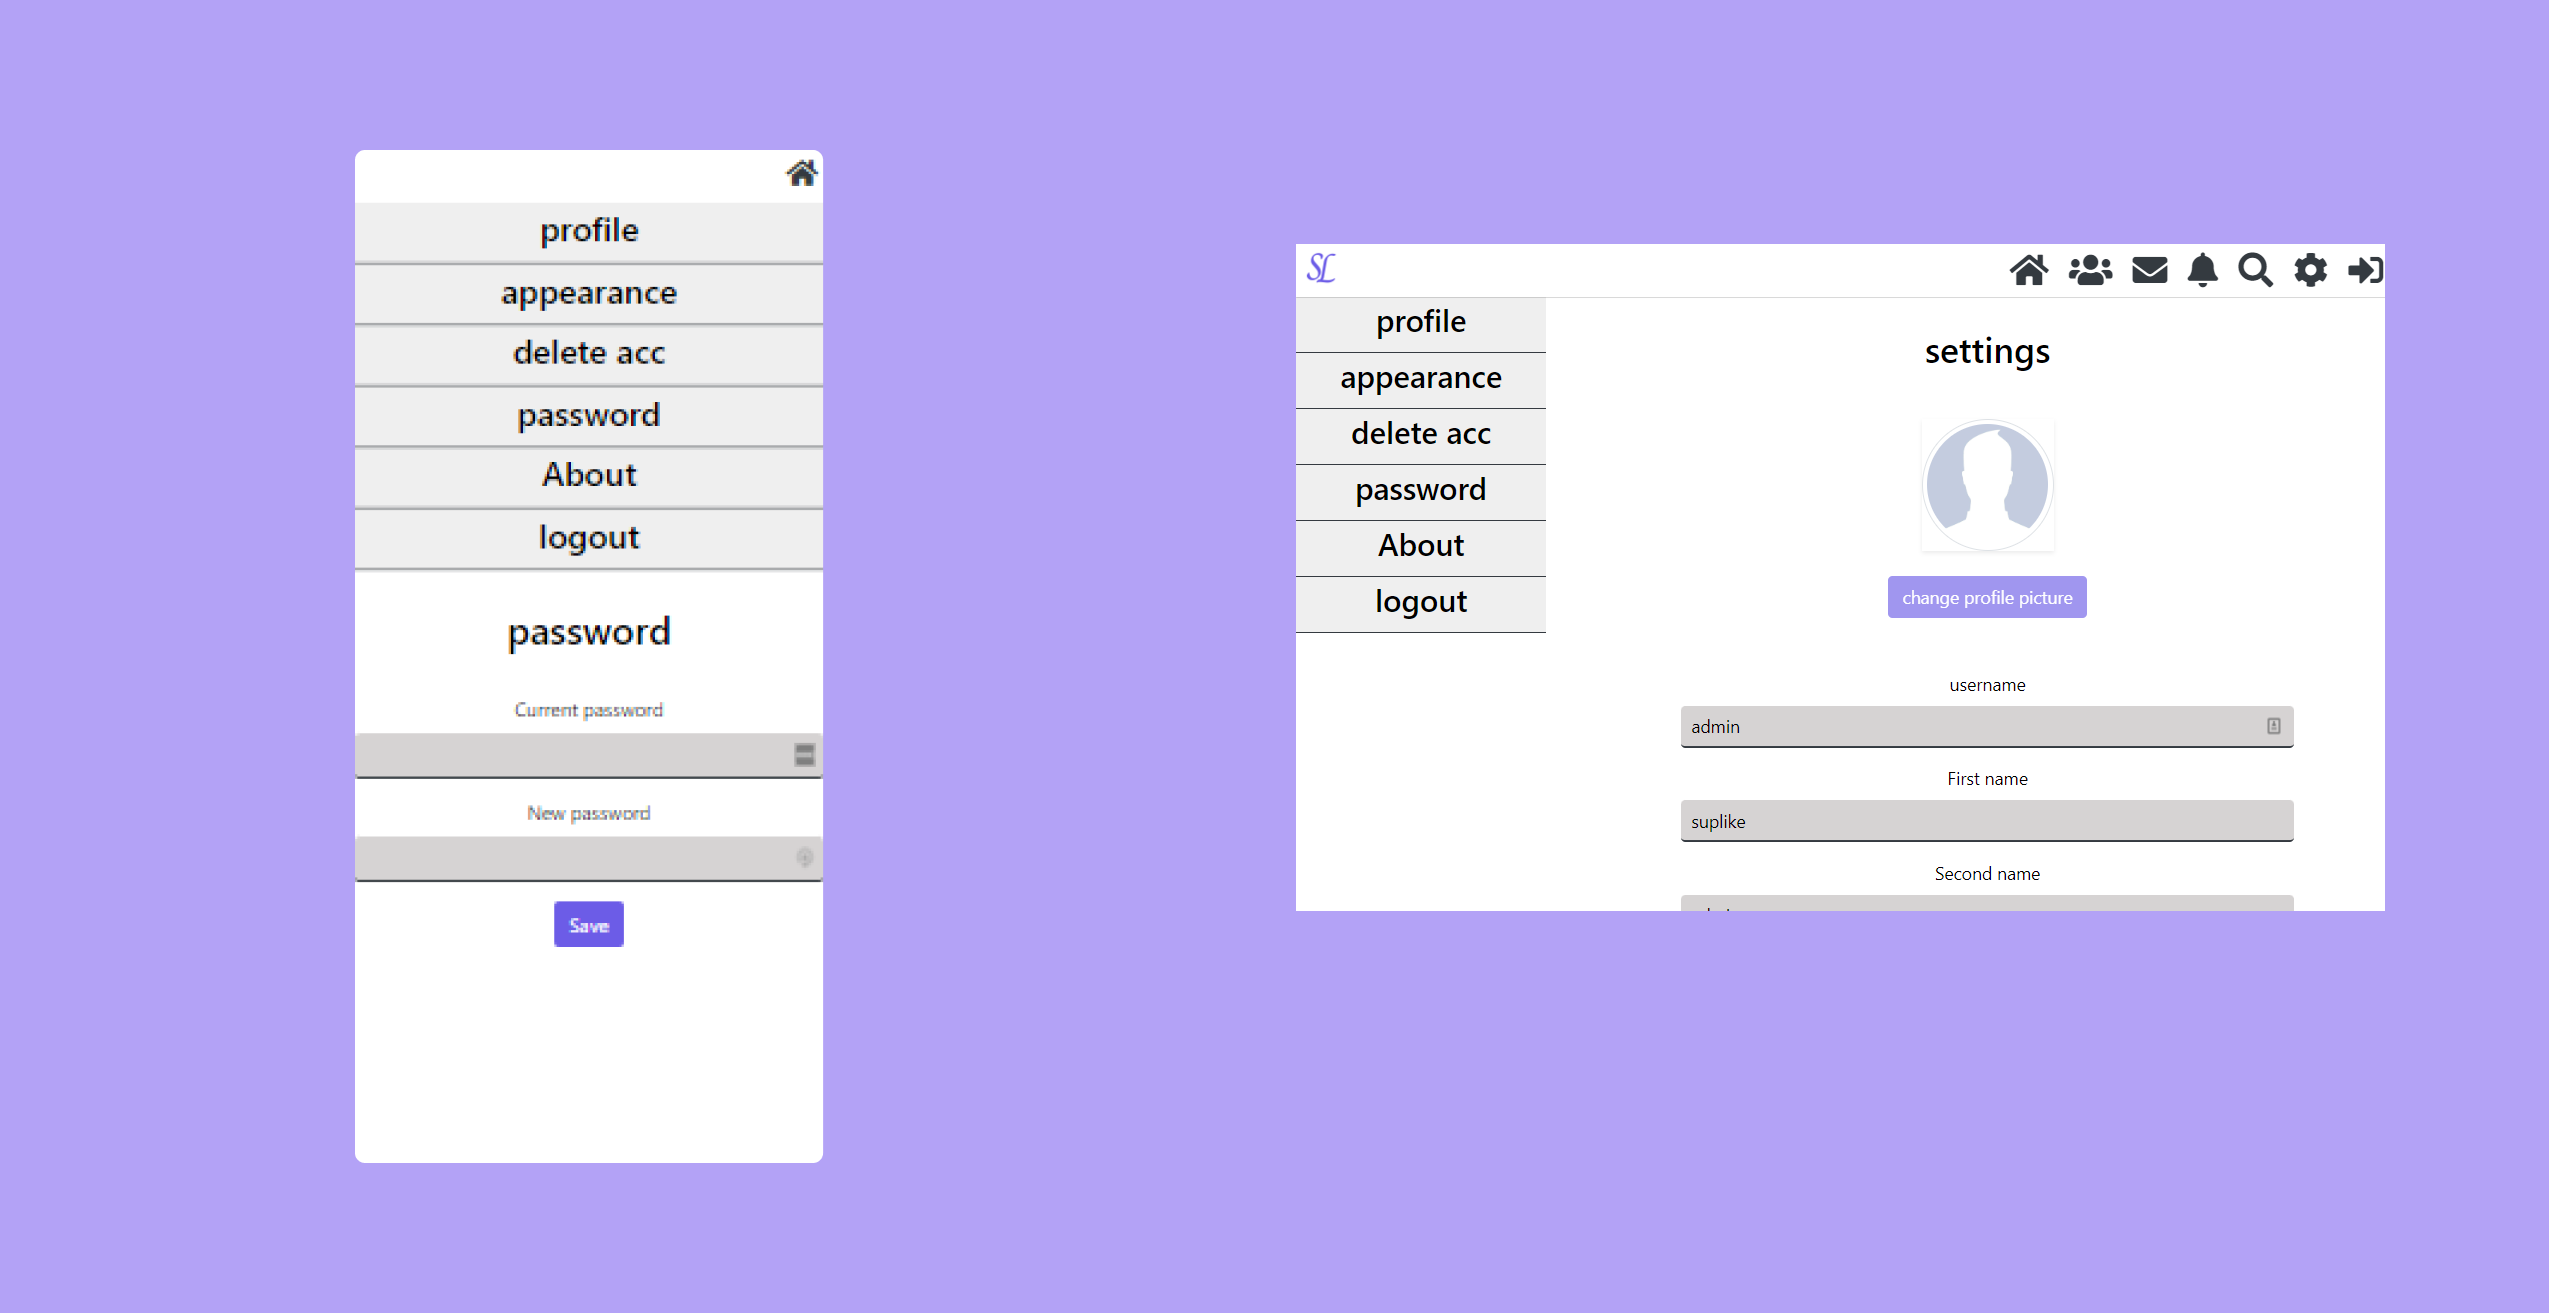 profile
appearance
delete acc
password
About
logout
password
Current password
New password
Save
SL
profile
appearance
delete acc
password
About
logout
settings
change profile picture
username
admin
First name
suplike
Second name